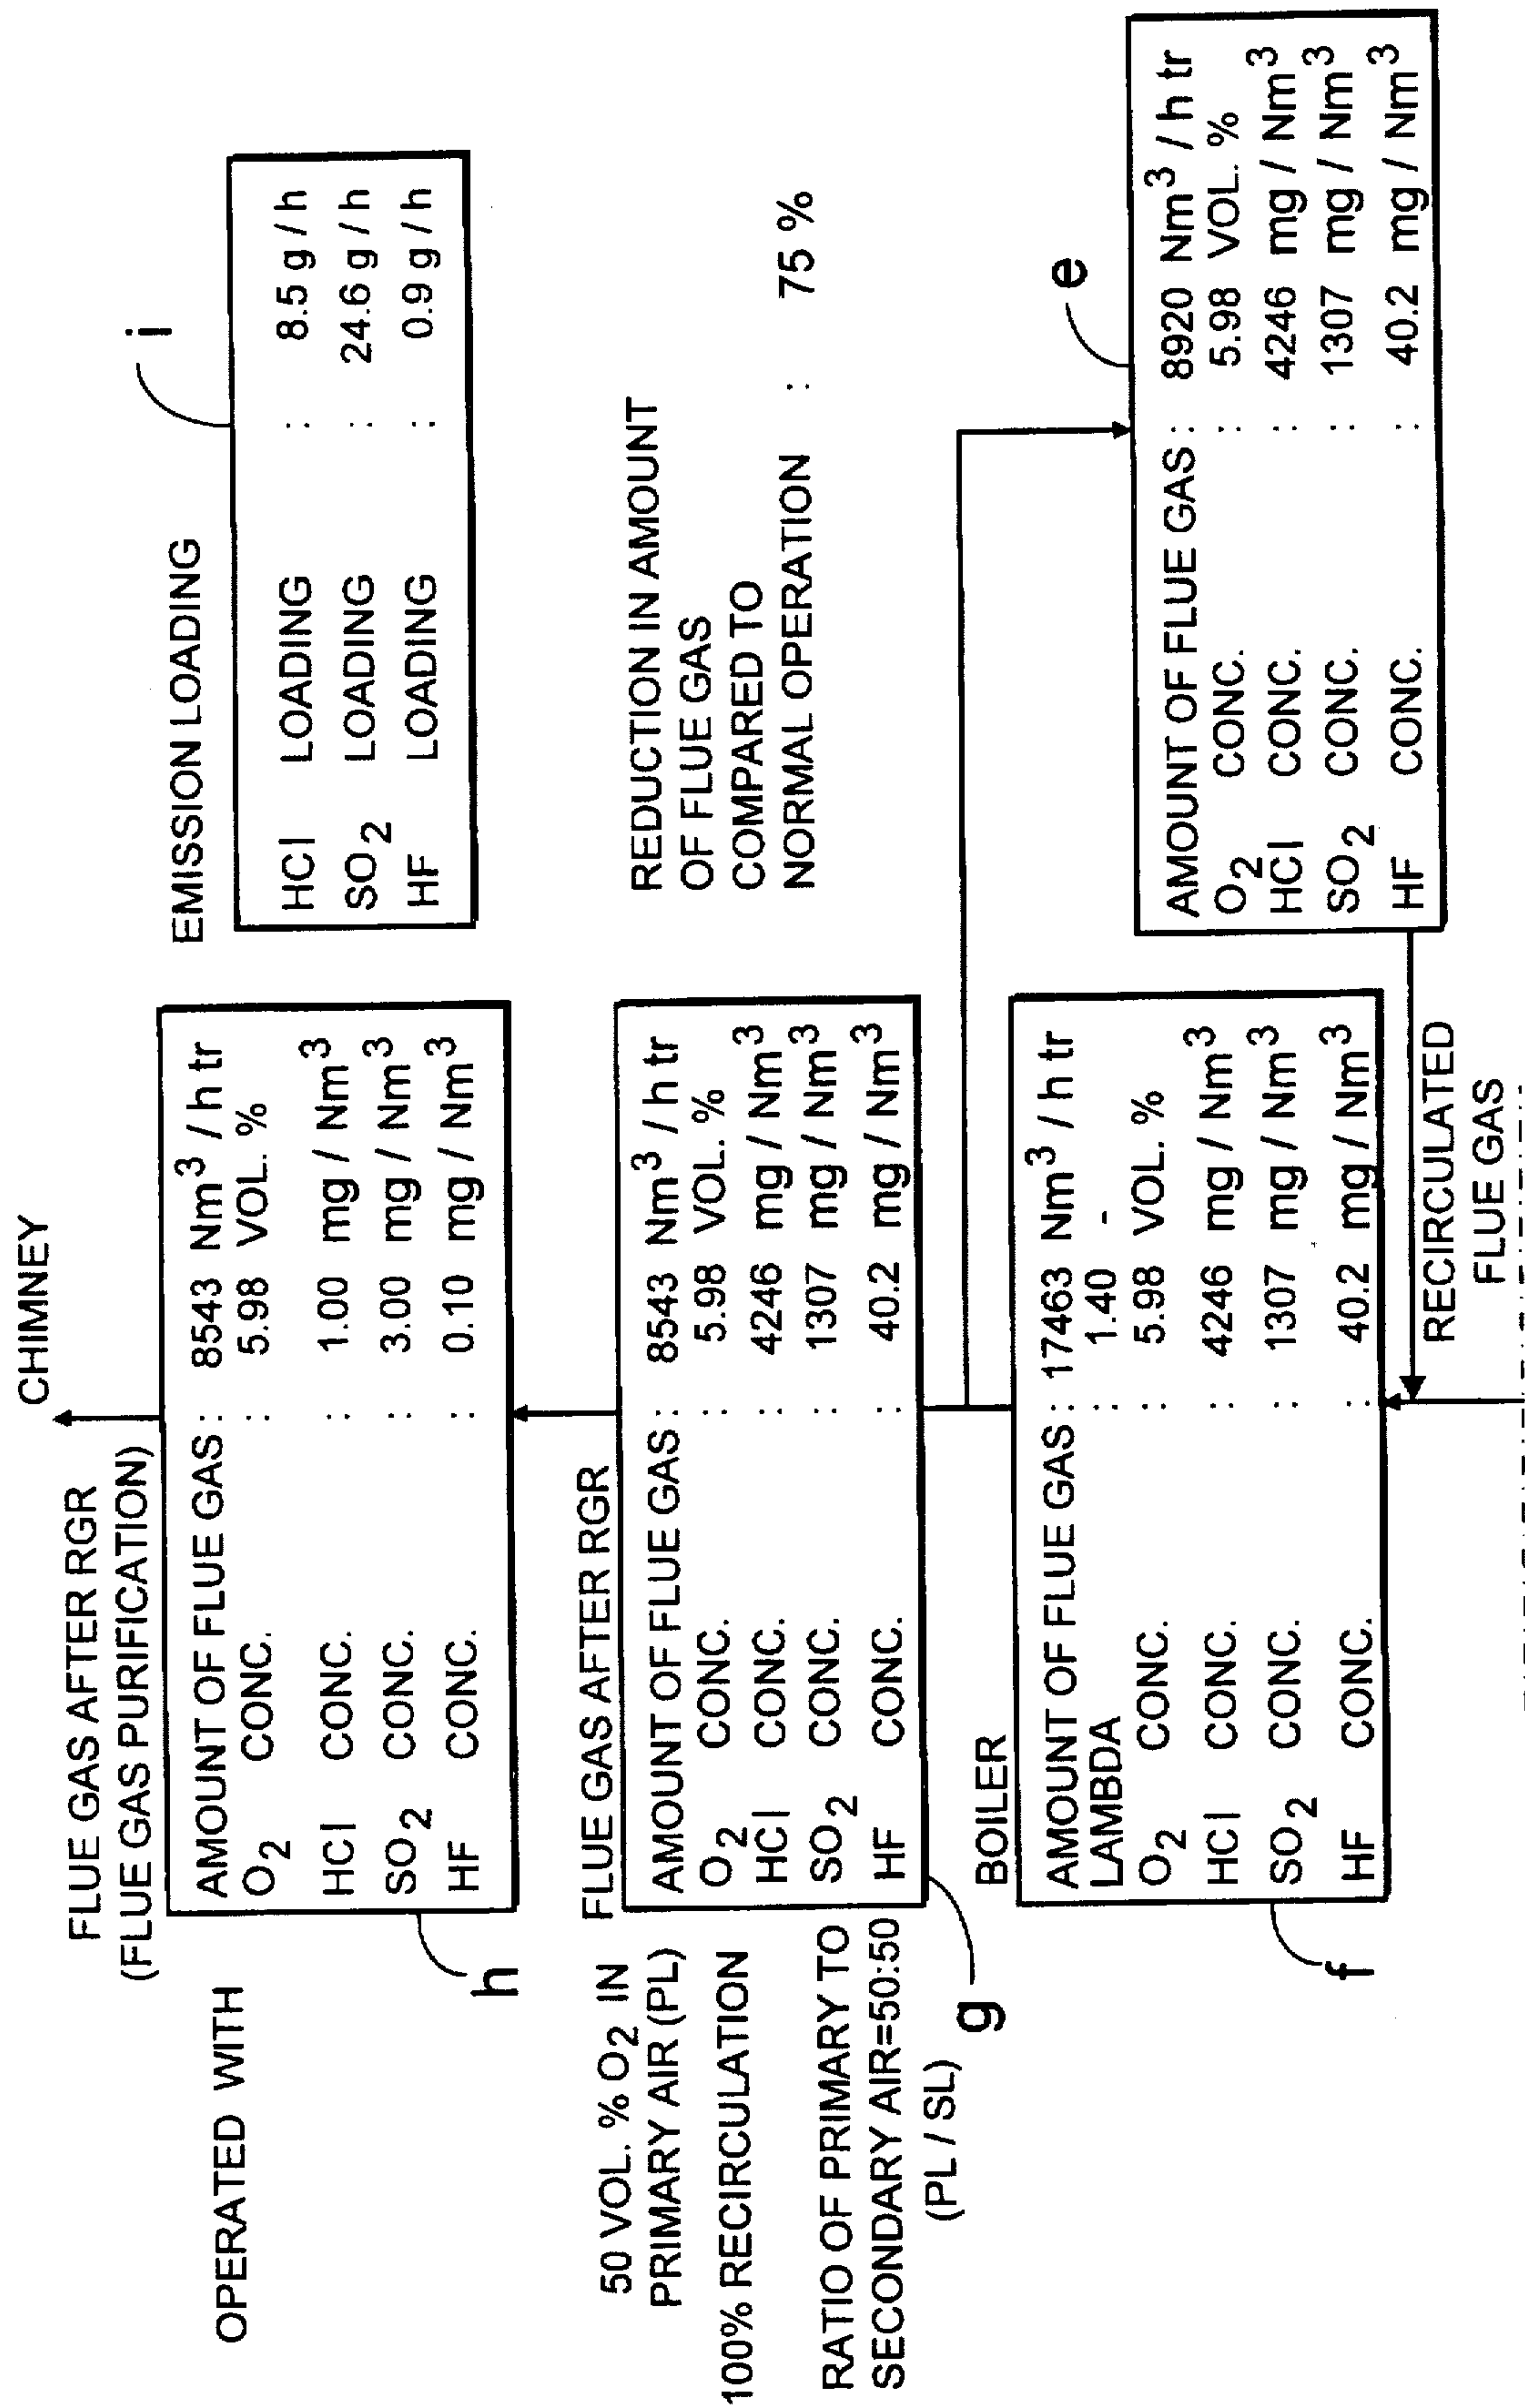 CHIMNEY
FLUE GAS AFTER RGR
(FLUE GAS PURIFICATION)
OPERATED WITH
AMOUNT OF FLUE GAS : 8543 Nm3 / h tr
O2 CONC. : 5.98 VOL. %
HCl CONC. : 1.00 mg / Nm3
SO2 CONC. : 3.00 mg / Nm3
HF CONC. : 0.10 mg / Nm3
h
EMISSION LOADING
i
HCl LOADING : 8.5 g / h
SO2 LOADING : 24.6 g / h
HF LOADING : 0.9 g / h
50 VOL. % O2 IN
PRIMARY AIR (PL)
100% RECIRCULATION
RATIO OF PRIMARY TO
SECONDARY AIR=50:50
(PL / SL)
FLUE GAS AFTER RGR
AMOUNT OF FLUE GAS : 8543 Nm3 / h tr
O2 CONC. : 5.98 VOL. %
HCl CONC. : 4246 mg / Nm3
SO2 CONC. : 1307 mg / Nm3
HF CONC. : 40.2 mg / Nm3
g
REDUCTION IN AMOUNT
OF FLUE GAS
COMPARED TO
NORMAL OPERATION : 75 %
BOILER
AMOUNT OF FLUE GAS : 17463 Nm3 / h tr
LAMBDA : 1.40 -
O2 CONC. : 5.98 VOL. %
HCl CONC. : 4246 mg / Nm3
SO2 CONC. : 1307 mg / Nm3
HF CONC. : 40.2 mg / Nm3
f
e
AMOUNT OF FLUE GAS : 8920 Nm3 / h tr
O2 CONC. : 5.98 VOL. %
HCl CONC. : 4246 mg / Nm3
SO2 CONC. : 1307 mg / Nm3
HF CONC. : 40.2 mg / Nm3
RECIRCULATED
FLUE GAS